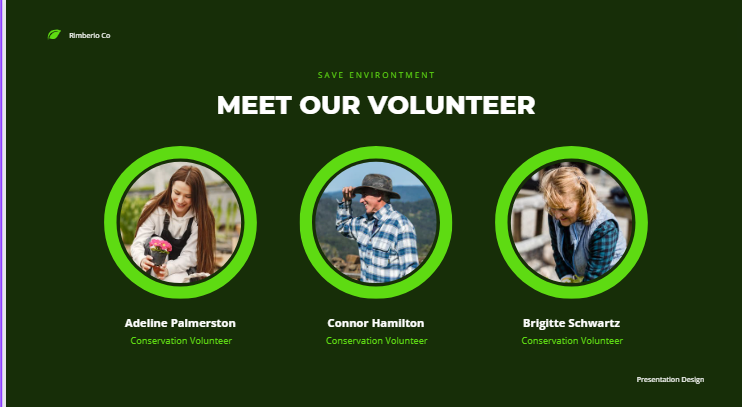 Rimberio Co
SAVE ENVIRONTMENT
MEET OUR VOLUNTEER
Adeline Palmerston
Connor Hamilton
Brigitte Schwartz
Conservation Volunteer
Conservation Volunteer
Conservation Volunteer
Presentation Design